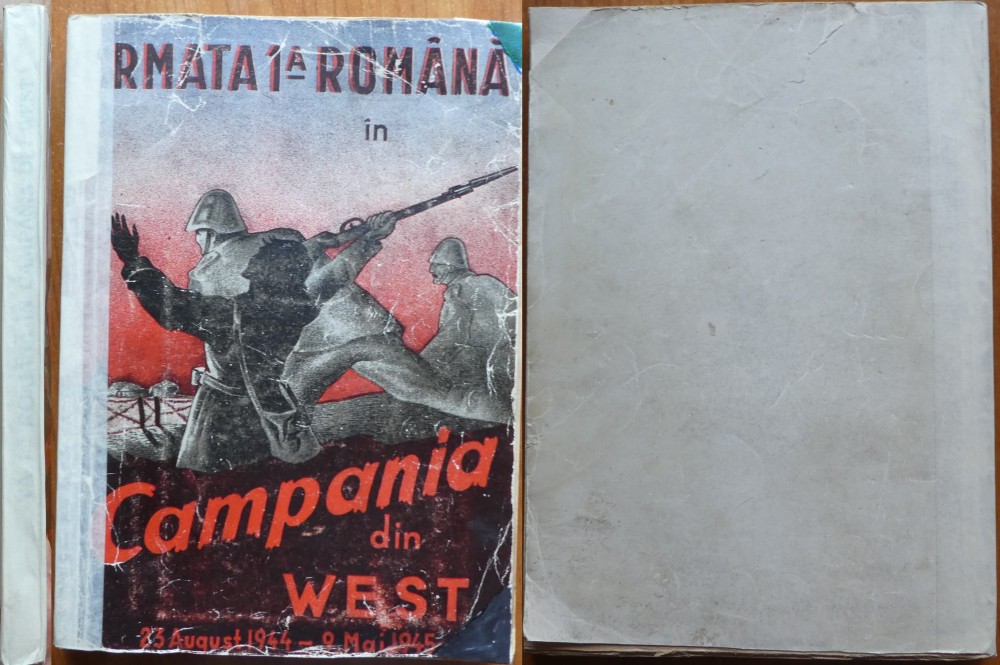 RMATA 1A ROMÂNĂ
în
Campania
din
WEST
23 August 1944 - 9 Mai 1945